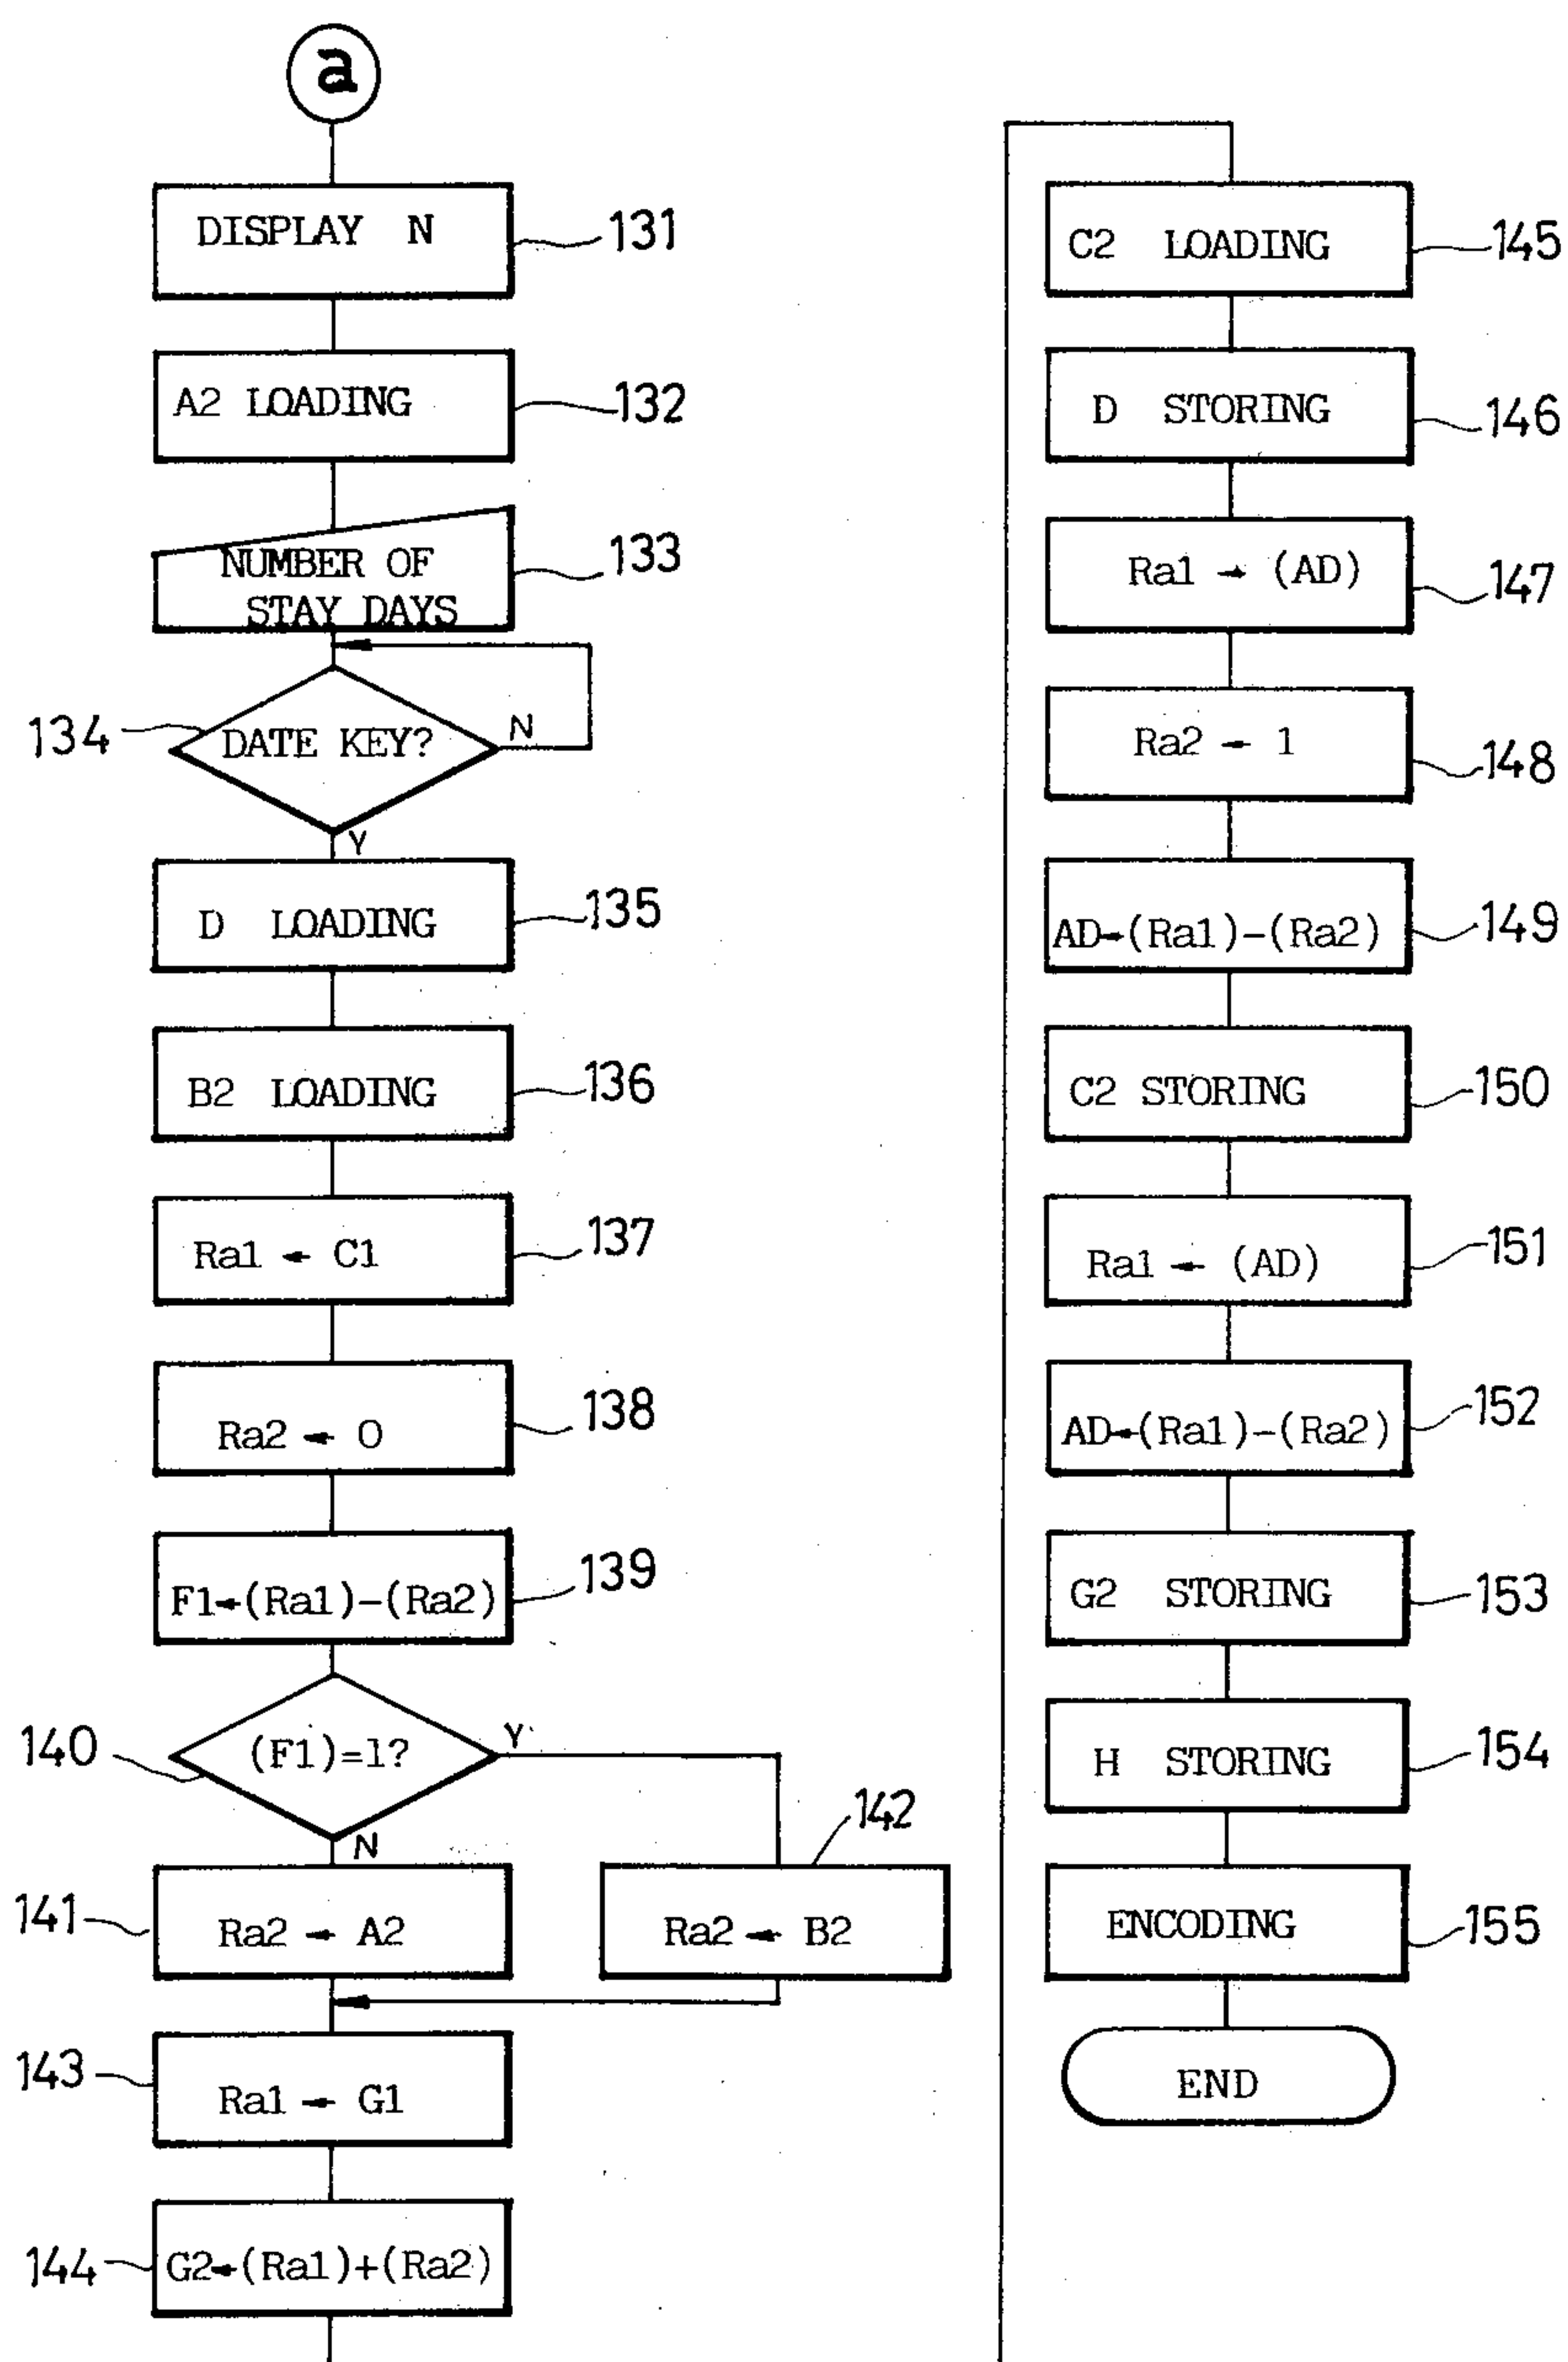 a
DISPLAY N
131
A2 LOADING
132
NUMBER OF
STAY DAYS
133
134
DATE KEY?
N
Y
D LOADING
135
B2 LOADING
136
Ra1 ← C1
137
Ra2 ← 0
138
F1←(Ra1)-(Ra2)
139
140
(F1)=1?
Y
N
141
Ra2 ← A2
142
Ra2 ← B2
143
Ra1 ← G1
144
G2←(Ra1)+(Ra2)
C2 LOADING
145
D STORING
146
Ra1 ← (AD)
147
Ra2 ← 1
148
AD←(Ra1)-(Ra2)
149
C2 STORING
150
Ra1 ← (AD)
151
AD←(Ra1)-(Ra2)
152
G2 STORING
153
H STORING
154
ENCODING
155
END